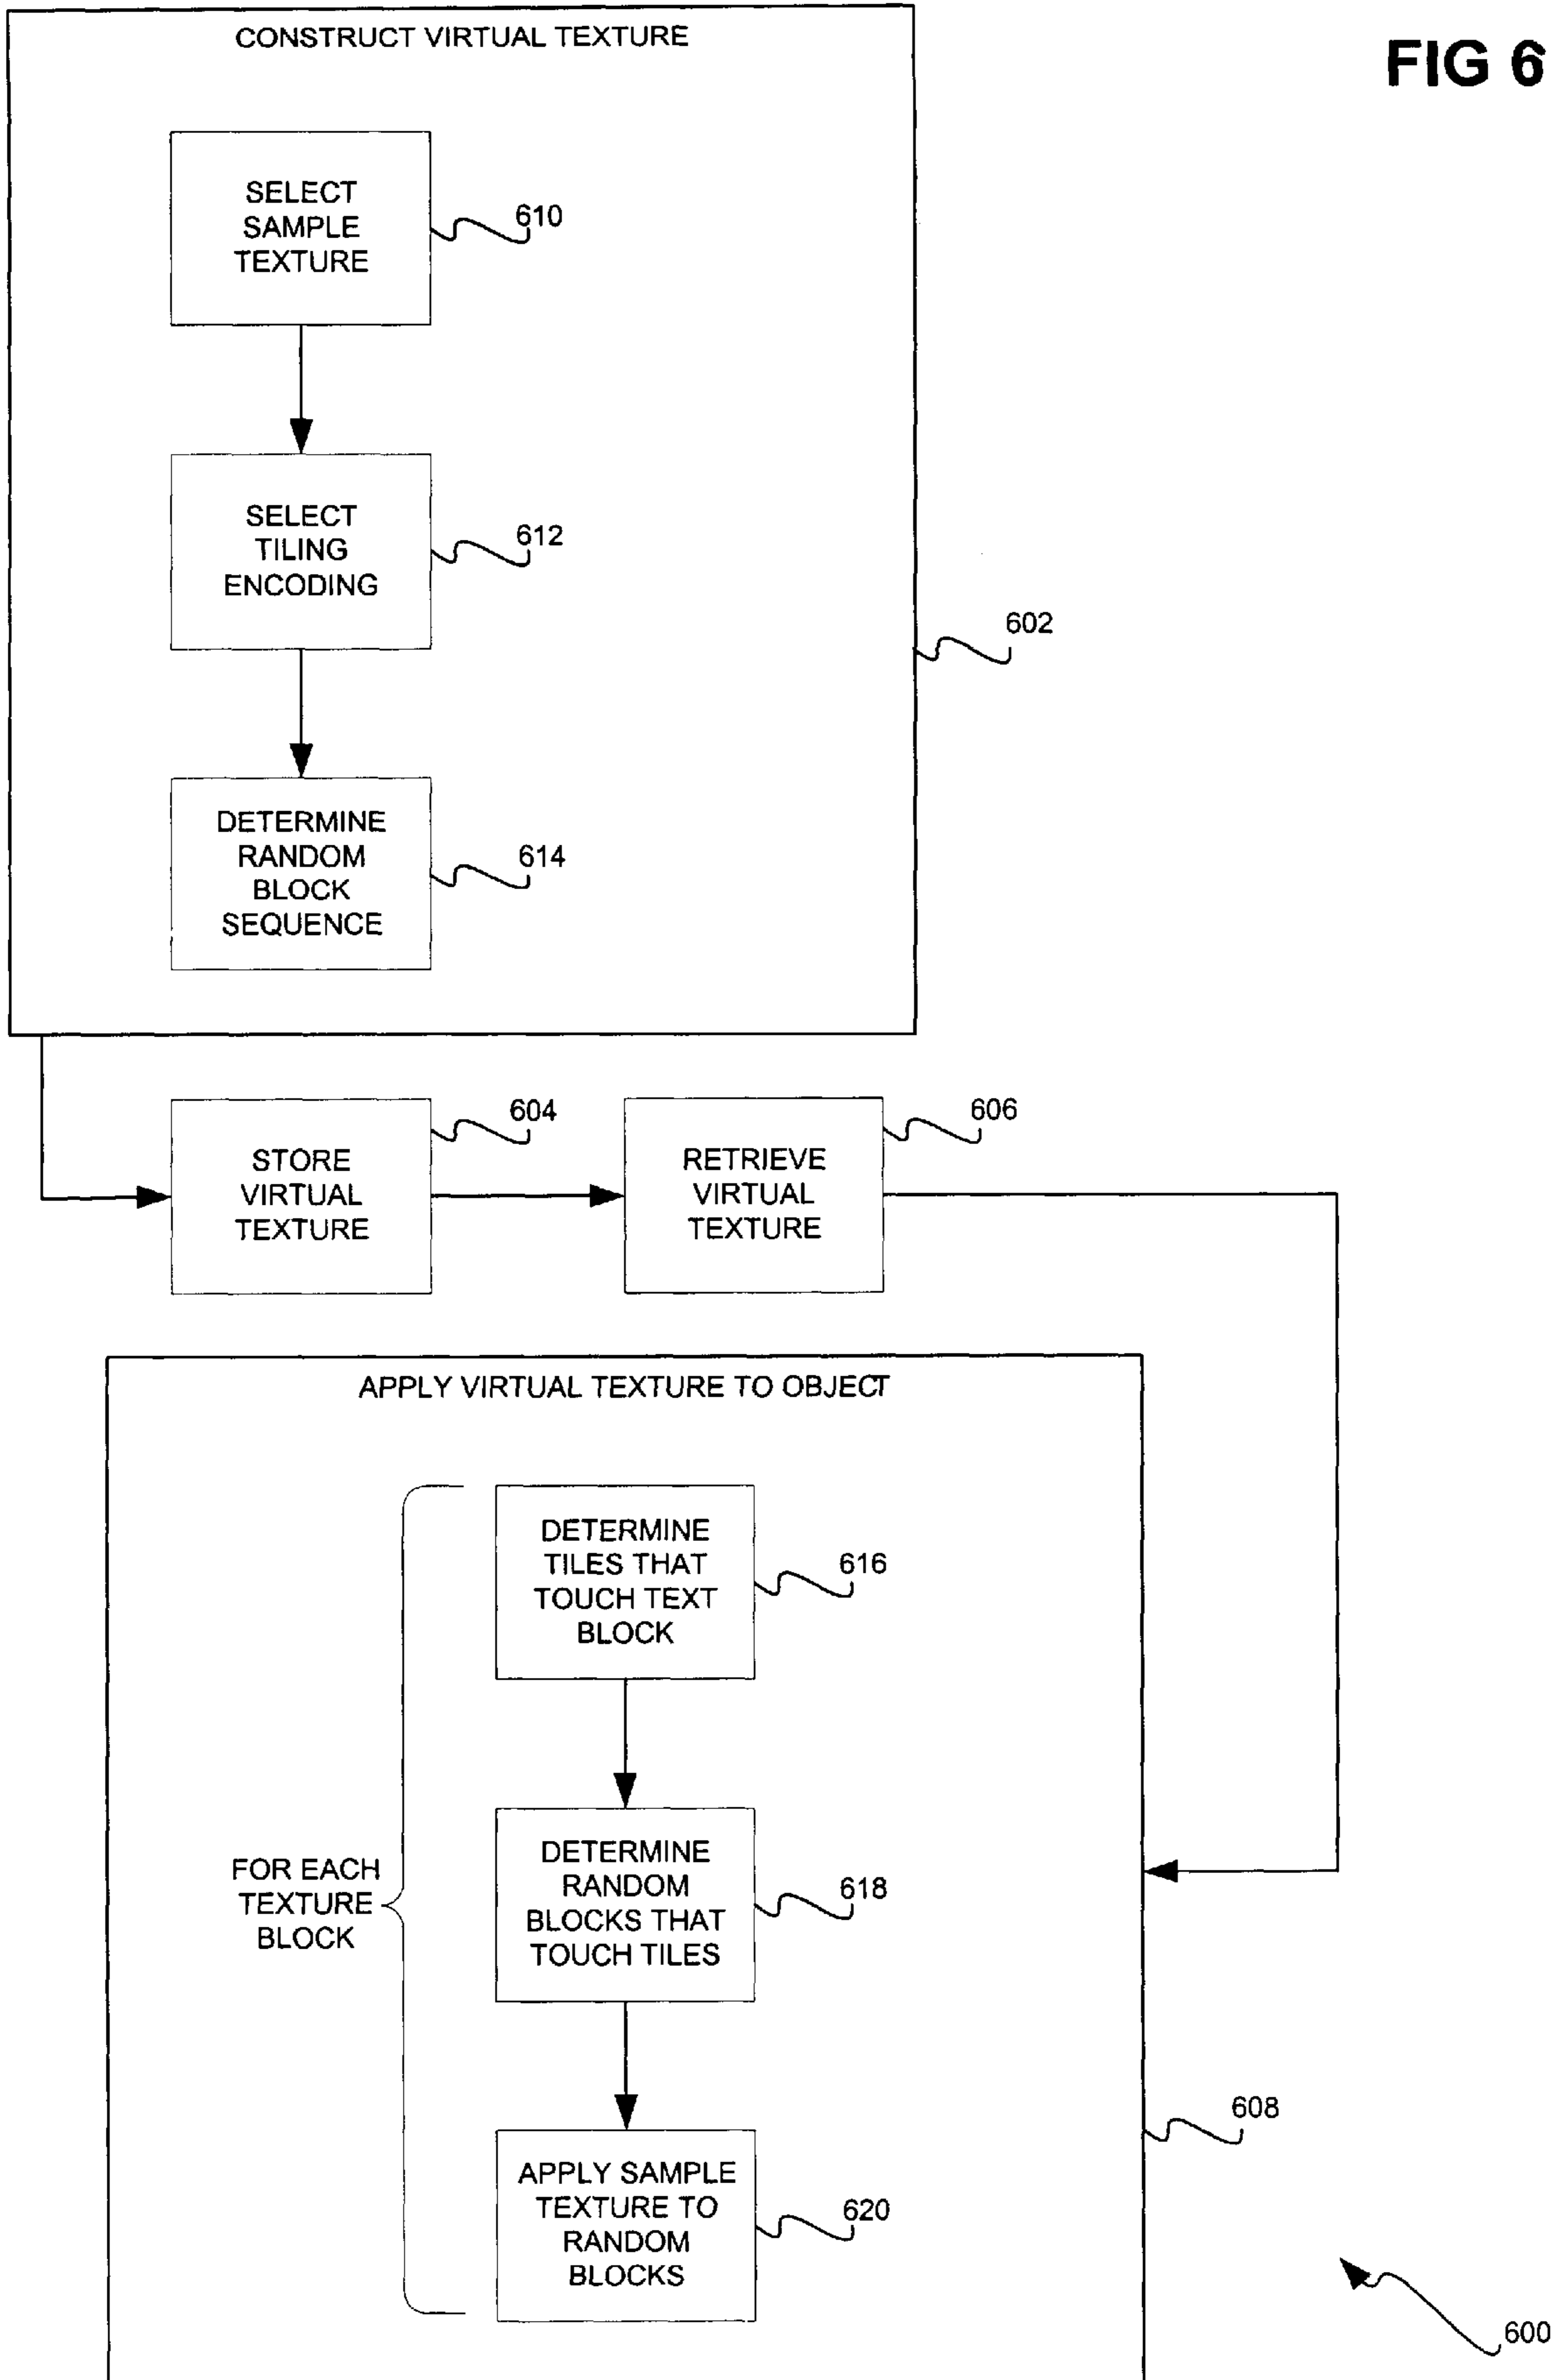 CONSTRUCT VIRTUAL TEXTURE
FIG 6
SELECT
SAMPLE
TEXTURE
610
SELECT
TILING
ENCODING
612
602
DETERMINE
RANDOM
BLOCK
SEQUENCE
614
STORE
VIRTUAL
TEXTURE
604
RETRIEVE
VIRTUAL
TEXTURE
606
APPLY VIRTUAL TEXTURE TO OBJECT
DETERMINE
TILES THAT
TOUCH TEXT
BLOCK
616
FOR EACH
TEXTURE
BLOCK
DETERMINE
RANDOM
BLOCKS THAT
TOUCH TILES
618
608
APPLY SAMPLE
TEXTURE TO
RANDOM
BLOCKS
620
600